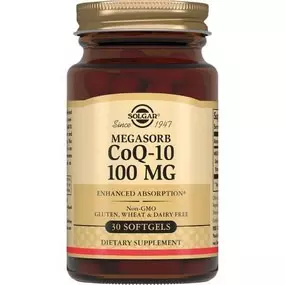 SOLGAR
Since 1947
MEGASORB
CoQ-10
100 MG
ENHANCED ABSORPTION*
Non-GMO
GLUTEN, WHEAT & DAIRY FREE
30 SOFTGELS
DIETARY SUPPLEMENT